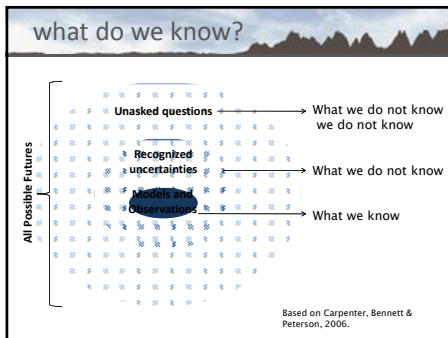 what do we know?
All Possible Futures
Unasked questions
What we do not know
we do not know
Recognized
uncertainties
What we do not know
Models and
Observations
What we know
Based on Carpenter, Bennett &
Peterson, 2006.